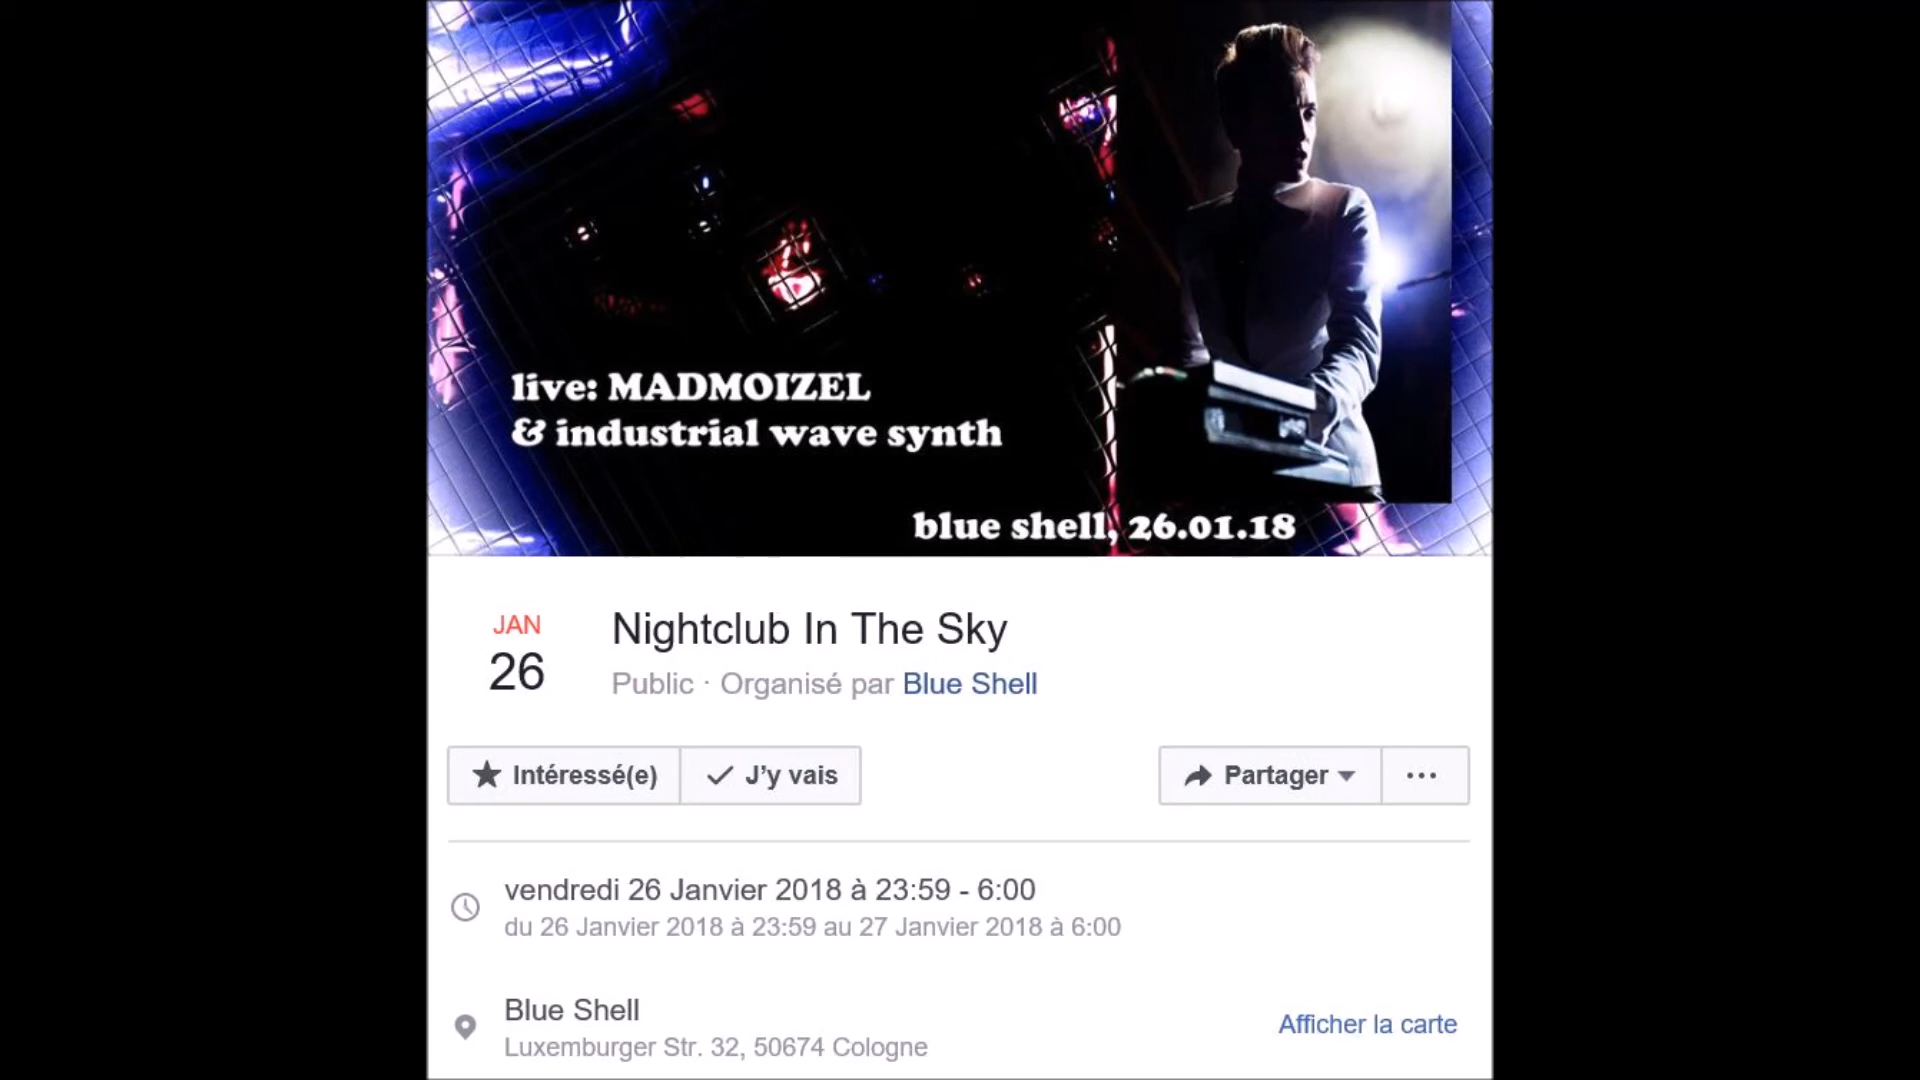 live: MADMOIZEL
& industrial wave synth
blue shell, 26.01.18
JAN
26
Nightclub In The Sky
Public · Organisé par Blue Shell
Intéressé(e)
J’y vais
Partager
vendredi 26 Janvier 2018 à 23:59 - 6:00
du 26 Janvier 2018 à 23:59 au 27 Janvier 2018 à 6:00
Blue Shell
Afficher la carte
Luxemburger Str. 32, 50674 Cologne